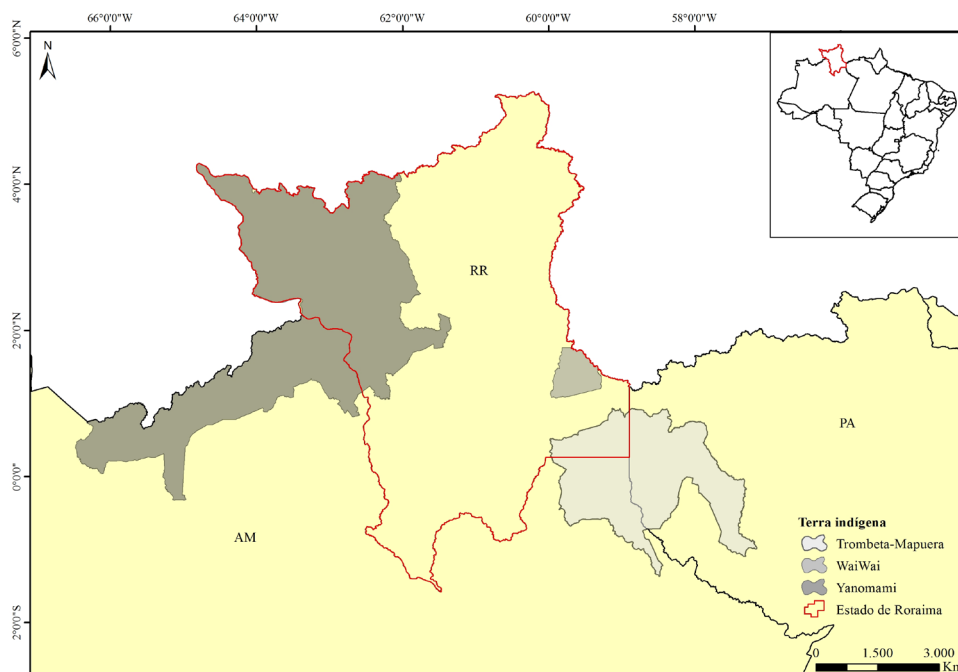 66°0'0"W 64°0'0"W 62°0'0"W 60°0'0"W 58°0'0"W
6°0'0"N
4°0'0"N
2°0'0"N
0°0'0"
2°0'0"S
N
RR
PA
AM
Terra indígena
Trombeta-Mapuera
WaiWai
Yanomami
Estado de Roraima
0 1.500 3.000
Km